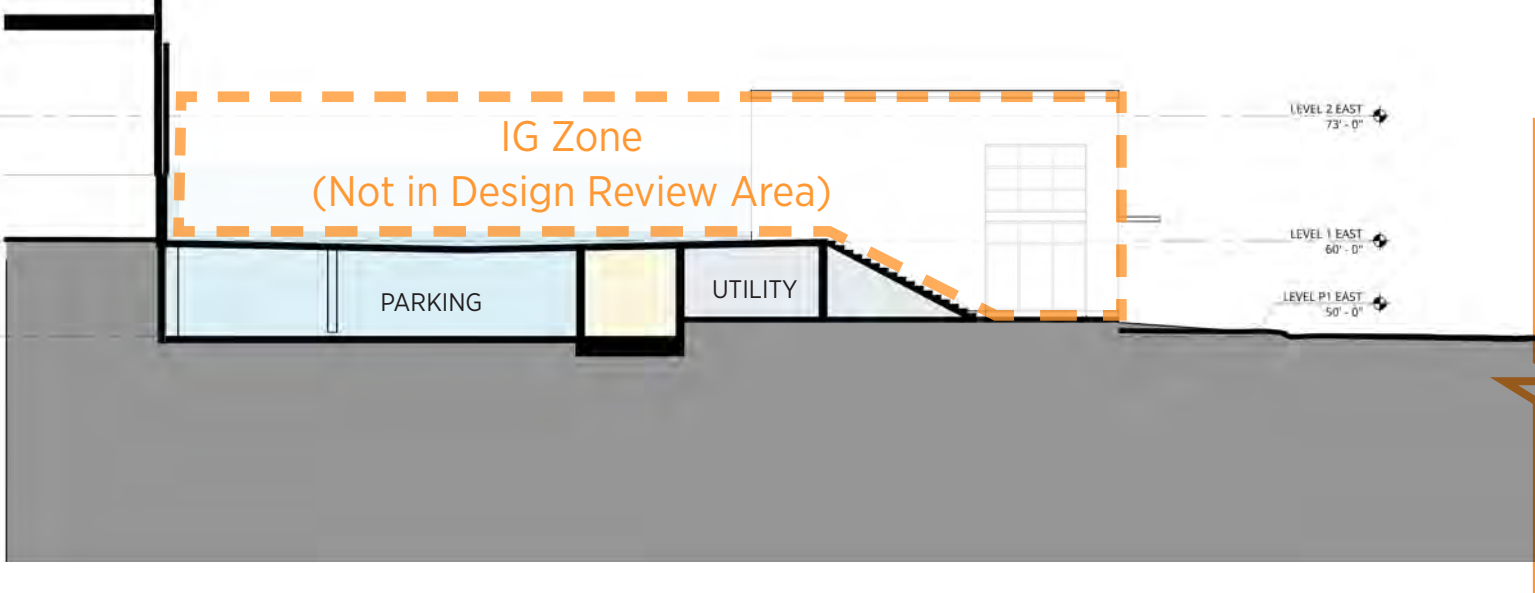 IG Zone
(Not in Design Review Area)
PARKING
UTILITY
LEVEL 2 EAST
73' - 0"
LEVEL 1 EAST
60' - 0"
LEVEL P1 EAST
50' - 0"